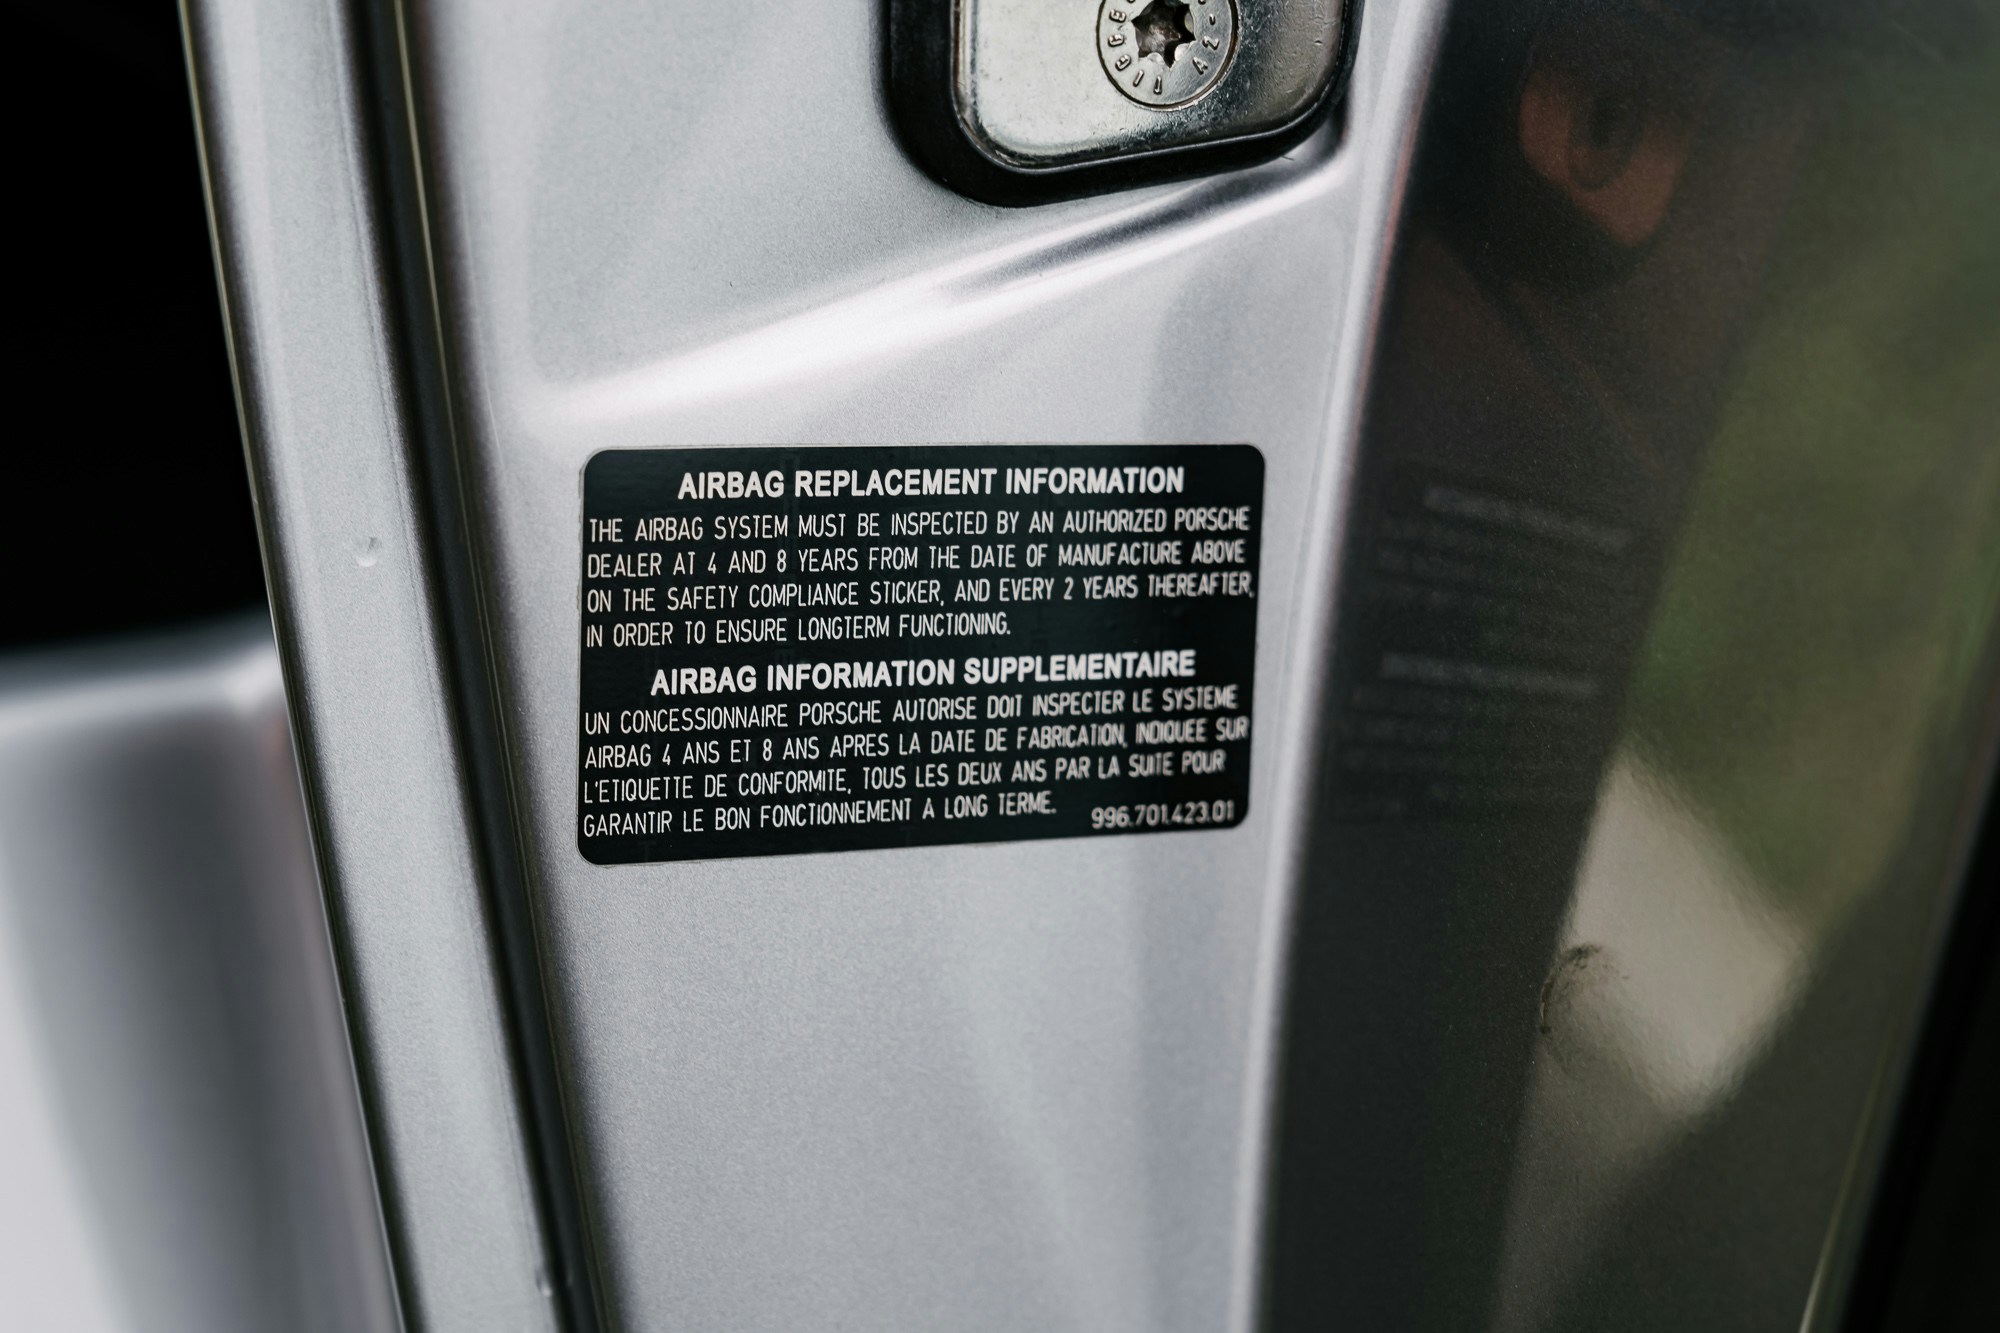 AIRBAG REPLACEMENT INFORMATION
THE AIRBAG SYSTEM MUST BE INSPECTED BY AN AUTHORIZED PORSCHE
DEALER AT 4 AND 8 YEARS FROM THE DATE OF MANUFACTURE ABOVE
ON THE SAFETY COMPLIANCE STICKER, AND EVERY 2 YEARS THEREAFTER,
IN ORDER TO ENSURE LONGTERM FUNCTIONING.
AIRBAG INFORMATION SUPPLEMENTAIRE
UN CONCESSIONNAIRE PORSCHE AUTORISE DOIT INSPECTER LE SYSTEME
AIRBAG 4 ANS ET 8 ANS APRES LA DATE DE FABRICATION, INDIQUEE SUR
L'ETIQUETTE DE CONFORMITE, TOUS LES DEUX ANS PAR LA SUITE POUR
GARANTIR LE BON FONCTIONNEMENT A LONG TERME.
996.701.423.01